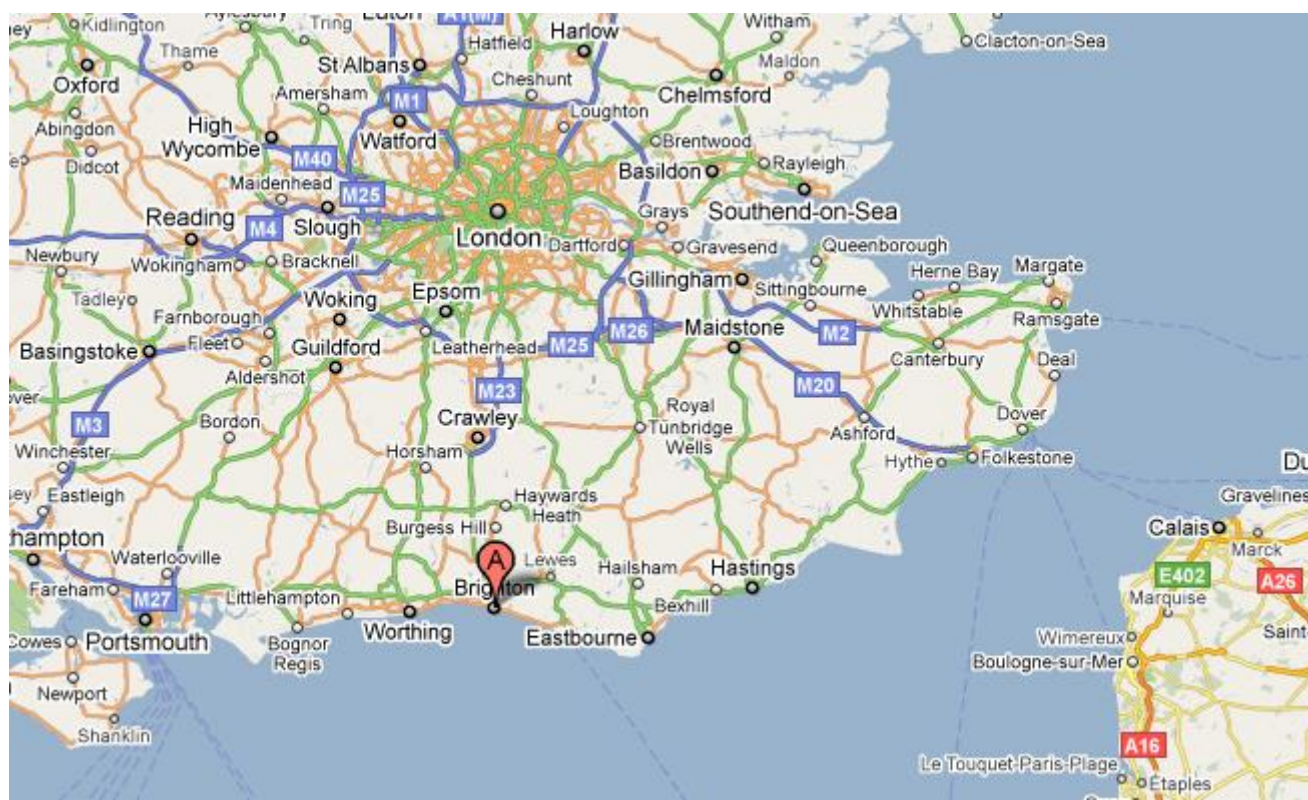 Kidlington
Tring
Luton
A1(M)
Hatfield
Harlow
Witham
Clacton-on-Sea
Thame
St Albans
Cheshunt
Maldon
Oxford
Amersham
M1
Loughton
Chelmsford
Abingdon
High
Wycombe
Watford
Brentwood
Didcot
M40
Basildon
Rayleigh
Maidenhead
M25
Reading
M4
Slough
London
Grays
Southend-on-Sea
Dartford
Gravesend
Queenborough
Newbury
Wokingham
Bracknell
Gillingham
Herne Bay
Margate
Tadley
Woking
Epsom
Sittingbourne
Whitstable
Ramsgate
Farnborough
Fleet
Leatherhead
M25
M26
Maidstone
M2
Basingstoke
Guildford
Canterbury
Deal
Aldershot
M23
M20
M3
Bordon
Crawley
Royal
Tunbridge
Wells
Ashford
Dover
Winchester
Horsham
Hythe
Folkestone
Eastleigh
Haywards
Heath
Gravelines
Burgess Hill
Calais
Marck
thampton
Waterlooville
A
Lewes
Hailsham
Hastings
E402
A26
Fareham
M27
Littlehampton
Brighton
Bexhill
Marquise
Cowes
Portsmouth
Bognor
Regis
Worthing
Eastbourne
Wimereux
Saint-
Boulogne-sur-Mer
Newport
Shanklin
A16
Le Touquet-Paris-Plage
Étaples